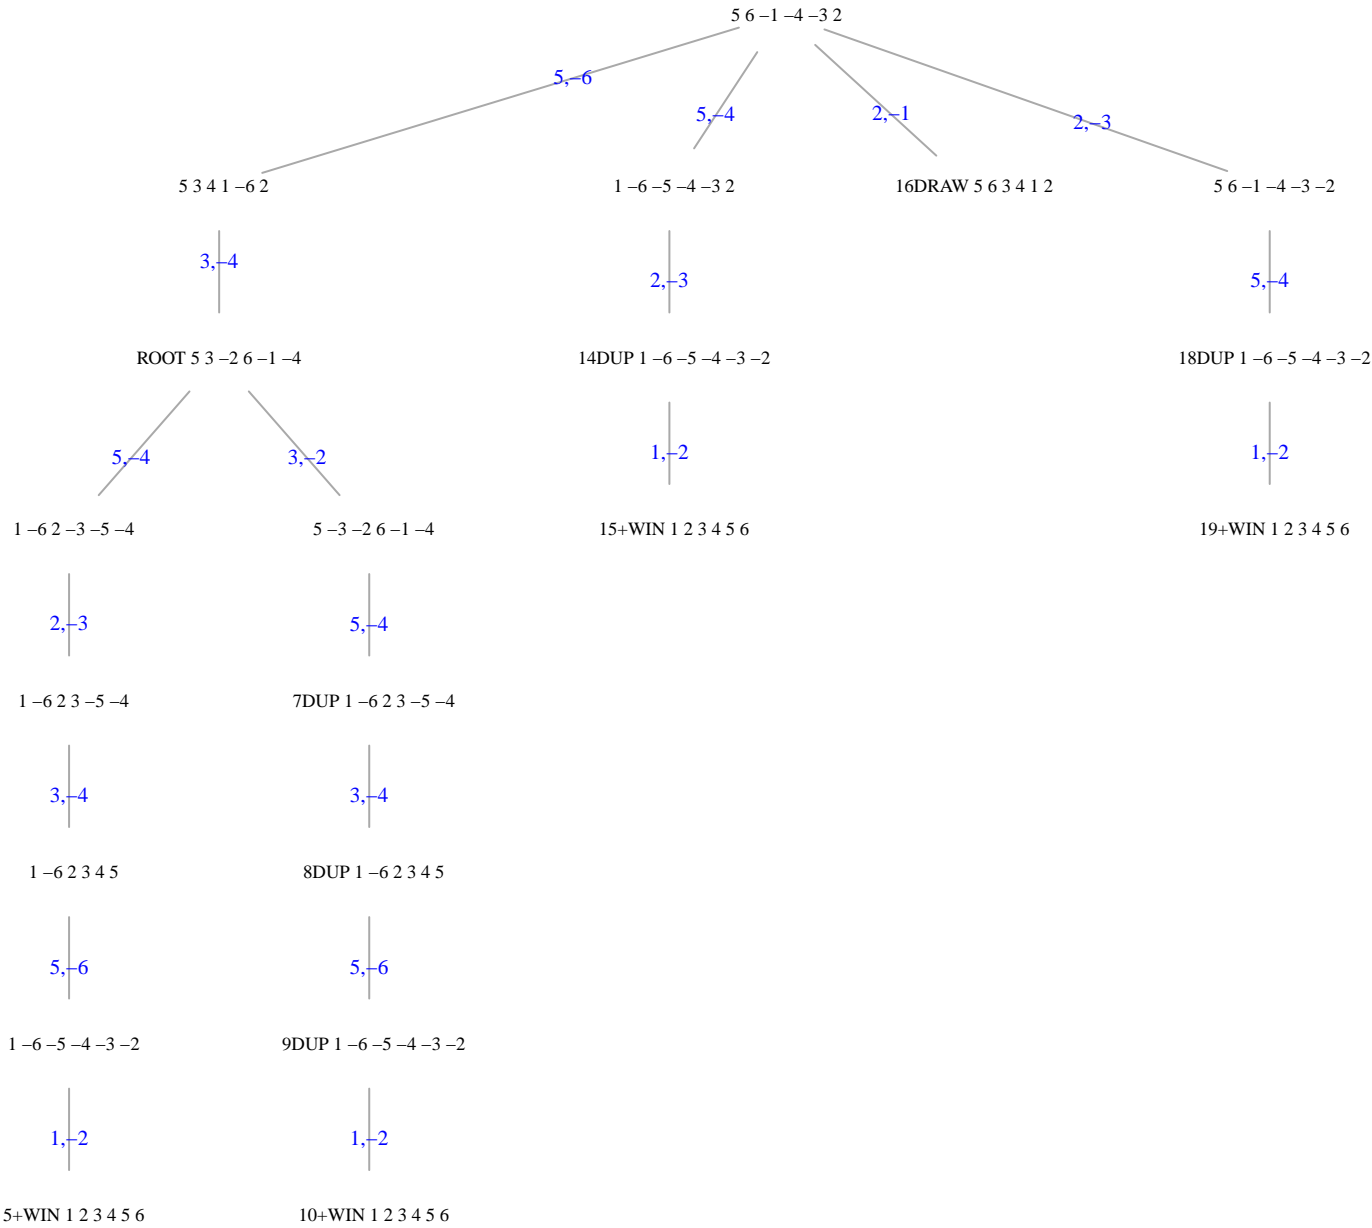 5 6 –1 –4 –3 2
5,–6
5,–4
2,–1
2,–3
5 3 4 1 –6 2
1 –6 –5 –4 –3 2
16DRAW 5 6 3 4 1 2
5 6 –1 –4 –3 –2
3,–4
2,–3
5,–4
ROOT 5 3 –2 6 –1 –4
14DUP 1 –6 –5 –4 –3 –2
18DUP 1 –6 –5 –4 –3 –2
5,–4
3,–2
1,–2
1,–2
1 –6 2 –3 –5 –4
5 –3 –2 6 –1 –4
15+WIN 1 2 3 4 5 6
19+WIN 1 2 3 4 5 6
2,–3
5,–4
1 –6 2 3 –5 –4
7DUP 1 –6 2 3 –5 –4
3,–4
3,–4
1 –6 2 3 4 5
8DUP 1 –6 2 3 4 5
5,–6
5,–6
1 –6 –5 –4 –3 –2
9DUP 1 –6 –5 –4 –3 –2
1,–2
1,–2
5+WIN 1 2 3 4 5 6
10+WIN 1 2 3 4 5 6